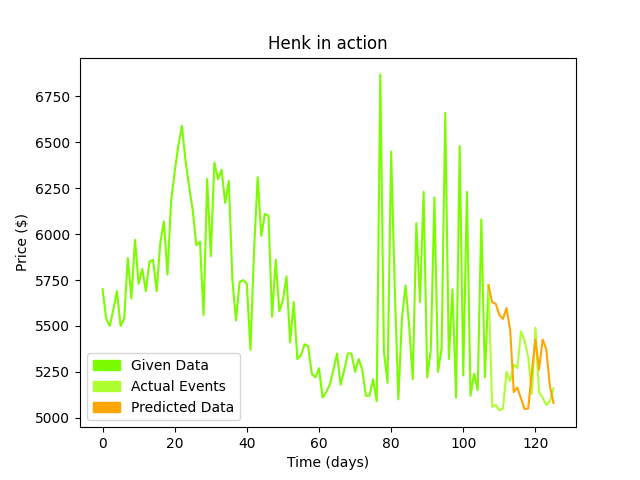 Henk in action
Price ($)
6750
6500
6250
6000
5750
5500
5250
5000
Given Data
Actual Events
Predicted Data
0 20 40 60 80 100 120
Time (days)